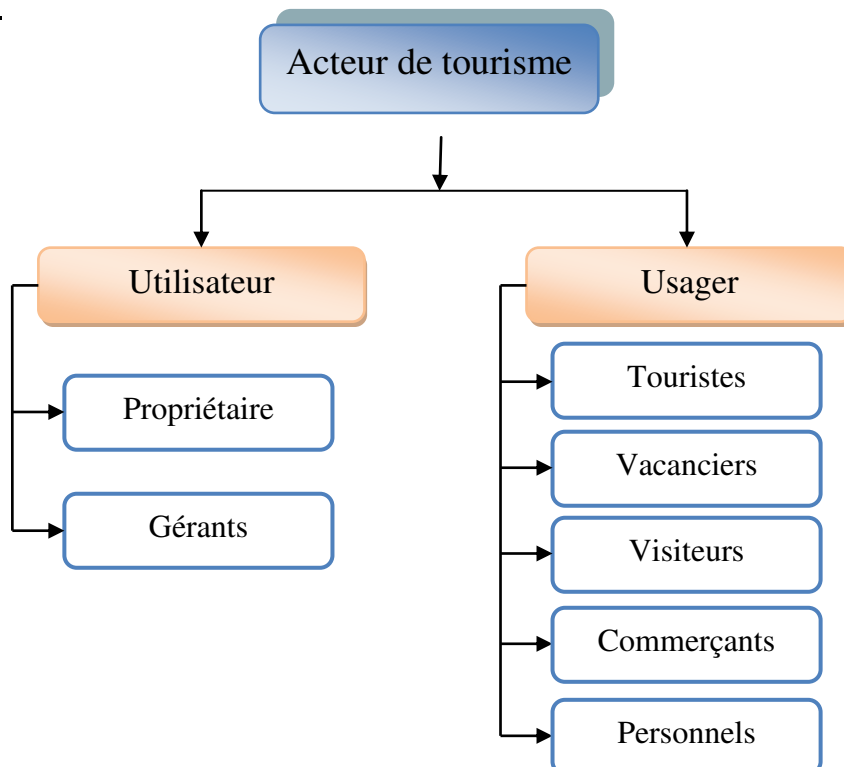 Acteur de tourisme
Utilisateur
Usager
Propriétaire
Gérants
Touristes
Vacanciers
Visiteurs
Commerçants
Personnels